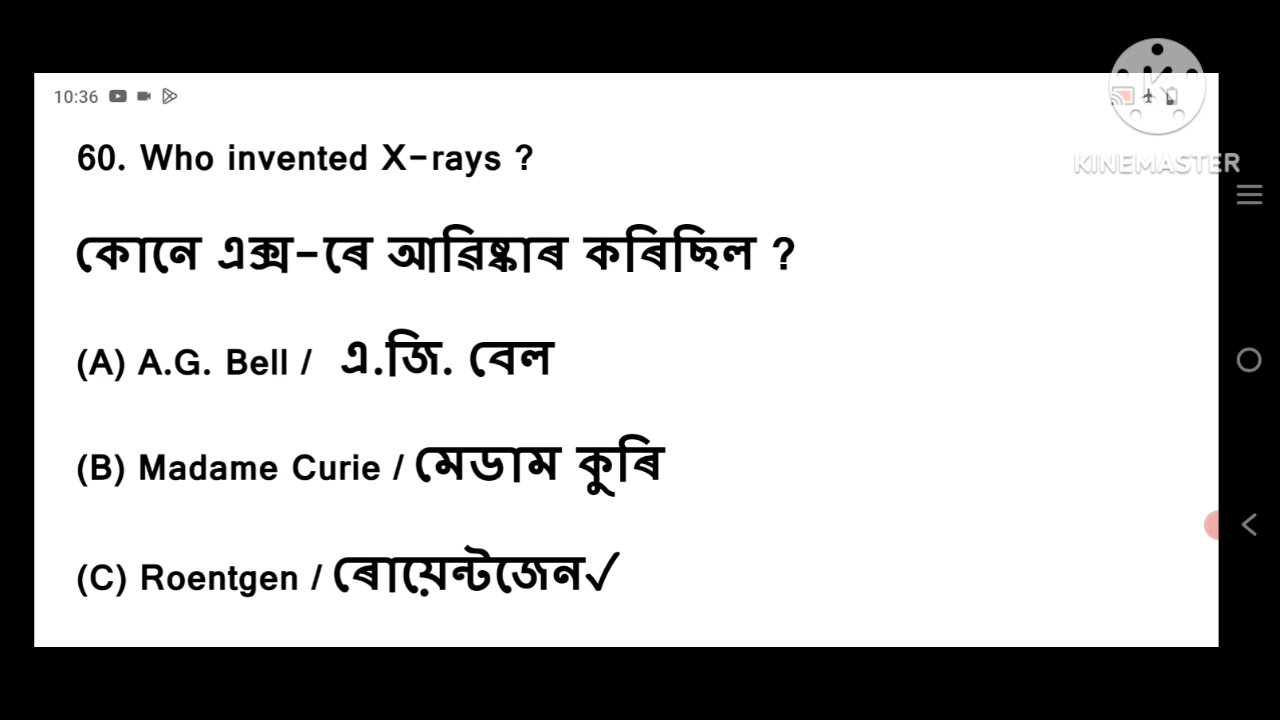 10:36
KINEMASTER
60. Who invented X-rays ?
কোনে এক্স-ৰে আৱিষ্কাৰ কৰিছিল ?
(A) A.G. Bell / এ.জি. বেল
(B) Madame Curie / মেডাম কুৰি
(C) Roentgen / ৰোয়েন্টজেন✓